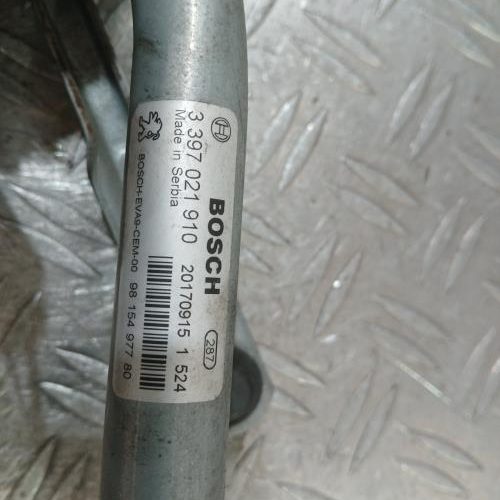 BOSCH
287
3 397 021 910
20170915 1 524
Made in Serbia
BOSCH-EVA9-CEM-00
98 154 977 80